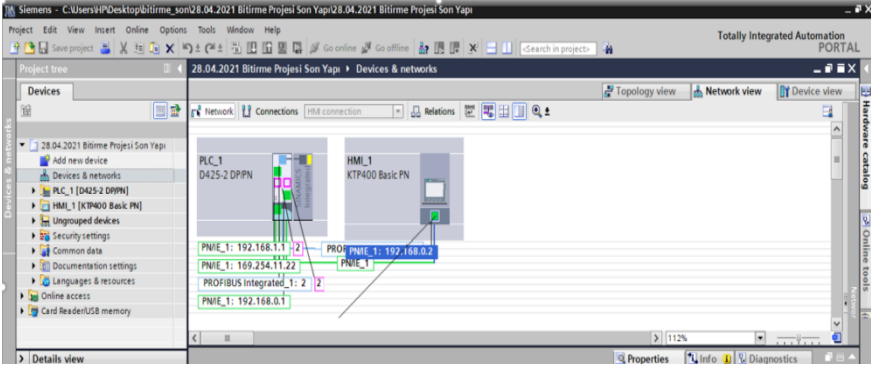 Siemens - C:\Users\HP\Desktop\bitirme_son\28.04.2021 Bitirme Projesi Son Yapı\28.04.2021 Bitirme Projesi Son Yapı
Project Edit View Insert Online Options Tools Window Help
Totally Integrated Automation
PORTAL
Save project
Go online
Go offline
<Search in project>
Project tree
28.04.2021 Bitirme Projesi Son Yapı
Devices & networks
Devices
Topology view
Network view
Device view
Network
Connections
HMI connection
Relations
28.04.2021 Bitirme Projesi Son Yapı
Add new device
Devices & networks
PLC_1 [D425-2 DP/PN]
HMI_1 [KTP400 Basic PN]
Ungrouped devices
Security settings
Common data
Documentation settings
Languages & resources
Online access
Card Reader/USB memory
Devices & networks
PLC_1
D425-2 DP/PN
SINAMICS
Integrated
HMI_1
KTP400 Basic PN
PN/IE_1: 192.168.1.1
2
PROF
PN/IE_1: 192.168.0.2
PN/IE_1: 169.254.11.22
PN/IE_1
PROFIBUS Integrated_1: 2
2
PN/IE_1: 192.168.0.1
Hardware catalog
Online tools
112%
Details view
Properties
Info
Diagnostics